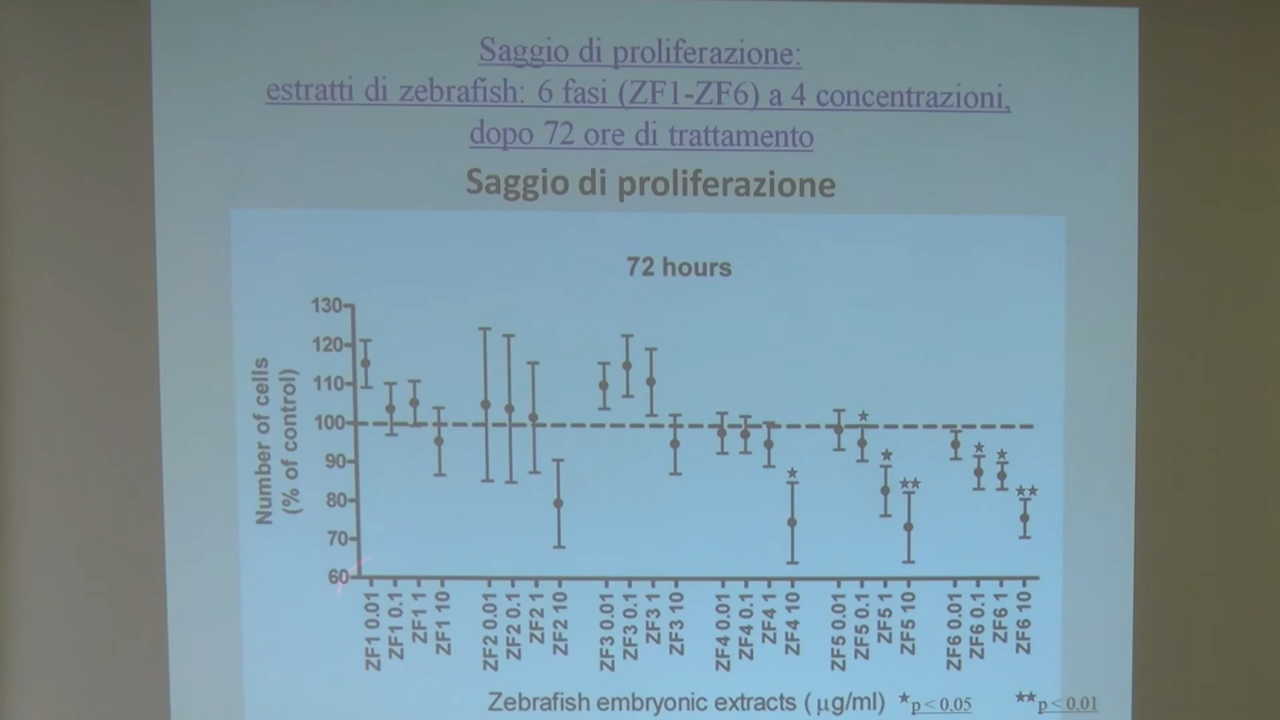 Saggio di proliferazione:
estratti di zebrafish: 6 fasi (ZF1-ZF6) a 4 concentrazioni,
dopo 72 ore di trattamento
Saggio di proliferazione
72 hours
Number of cells
(% of control)
130
120
110
100
90
80
70
60
ZF1 0.01
ZF1 0.1
ZF1 1
ZF1 10
ZF2 0.01
ZF2 0.1
ZF2 1
ZF2 10
ZF3 0.01
ZF3 0.1
ZF3 1
ZF3 10
ZF4 0.01
ZF4 0.1
ZF4 1
ZF4 10
ZF5 0.01
ZF5 0.1
ZF5 1
ZF5 10
ZF6 0.01
ZF6 0.1
ZF6 1
ZF6 10
Zebrafish embryonic extracts (μg/ml) *p < 0,05 **p < 0,01